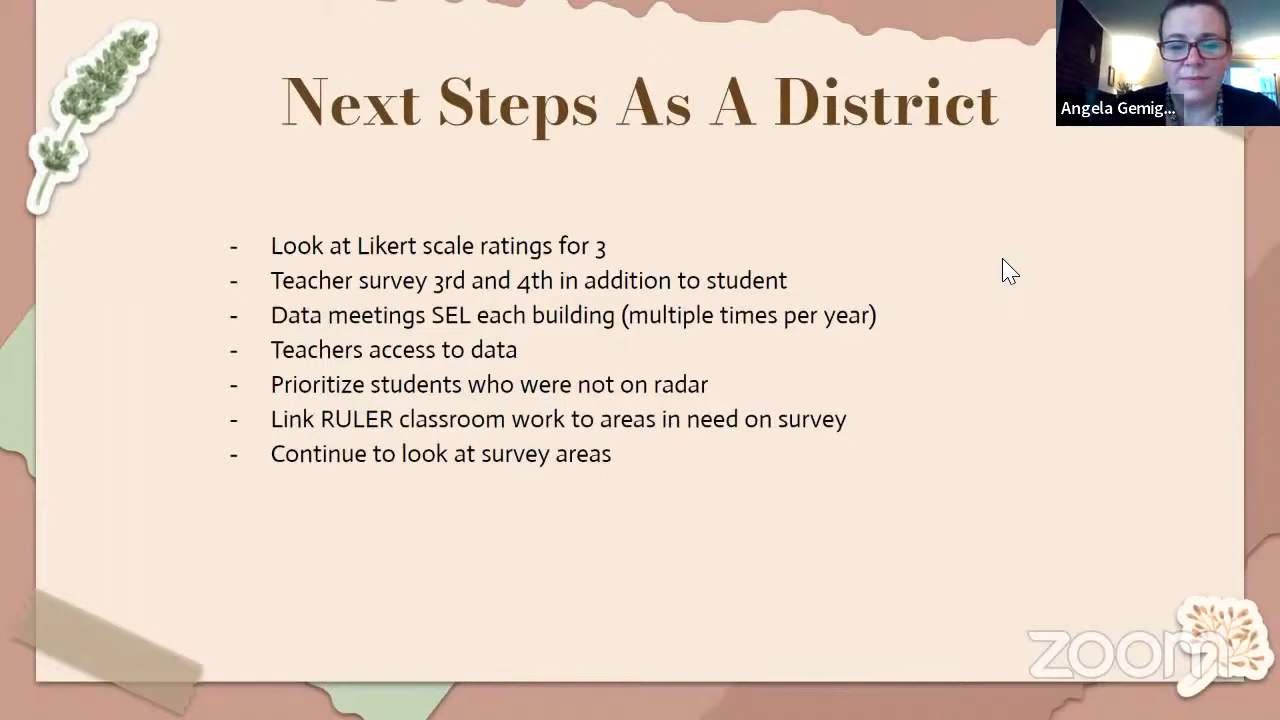 Next Steps As A District
Angela Gemig...
- Look at Likert scale ratings for 3
- Teacher survey 3rd and 4th in addition to student
- Data meetings SEL each building (multiple times per year)
- Teachers access to data
- Prioritize students who were not on radar
- Link RULER classroom work to areas in need on survey
- Continue to look at survey areas
zoom